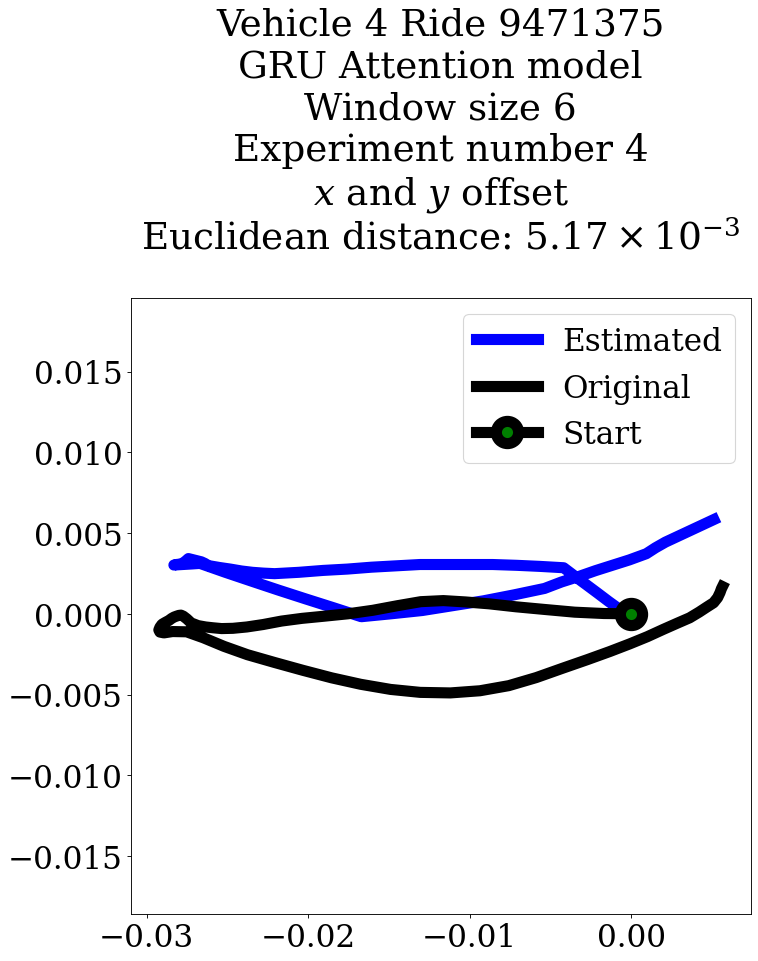 Vehicle 4 Ride 9471375
GRU Attention model
Window size 6
Experiment number 4
x and y offset
Euclidean distance: 5.17 × 10⁻³
Estimated
Original
Start
0.015
0.010
0.005
0.000
−0.005
−0.010
−0.015
−0.03 −0.02 −0.01 0.00